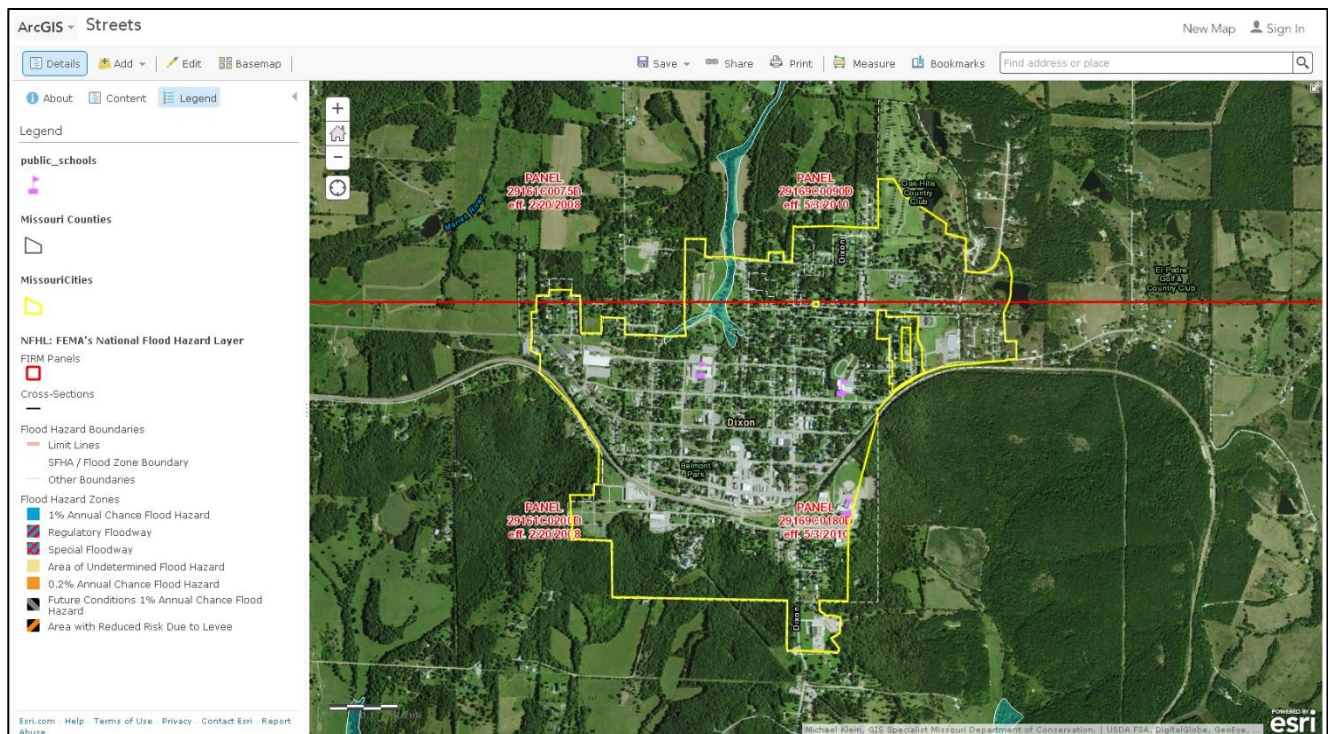 ArcGIS Streets
New Map Sign In
Details Add Edit Basemap Save Share Print Measure Bookmarks Find address or place
About Content Legend
Legend
public_schools
Missouri Counties
MissouriCities
NFHL: FEMA's National Flood Hazard Layer
FIRM Panels
Cross-Sections
Flood Hazard Boundaries
Limit Lines
SFHA / Flood Zone Boundary
Other Boundaries
Flood Hazard Zones
1% Annual Chance Flood Hazard
Regulatory Floodway
Special Floodway
Area of Undetermined Flood Hazard
0.2% Annual Chance Flood Hazard
Future Conditions 1% Annual Chance Flood
Hazard
Area with Reduced Risk Due to Levee
Esri.com Help Terms of Use Privacy Contact Esri Report
Abuse
PANEL
29161C0075D
eff. 2/20/2008
PANEL
29169C0090D
eff. 5/3/2010
Maries River
Oak Hills
Country
Club
Dixon
El Padre
Golf &
Country Club
Dixon
Belmont
Park
PANEL
29161C0200D
eff. 2/20/2008
PANEL
29169C0180D
eff. 5/3/2010
Dixon
Michael Klein, GIS Specialist Missouri Department of Conservation. | USDA FSA, DigitalGlobe, GeoEye, ...
POWERED BY
esri